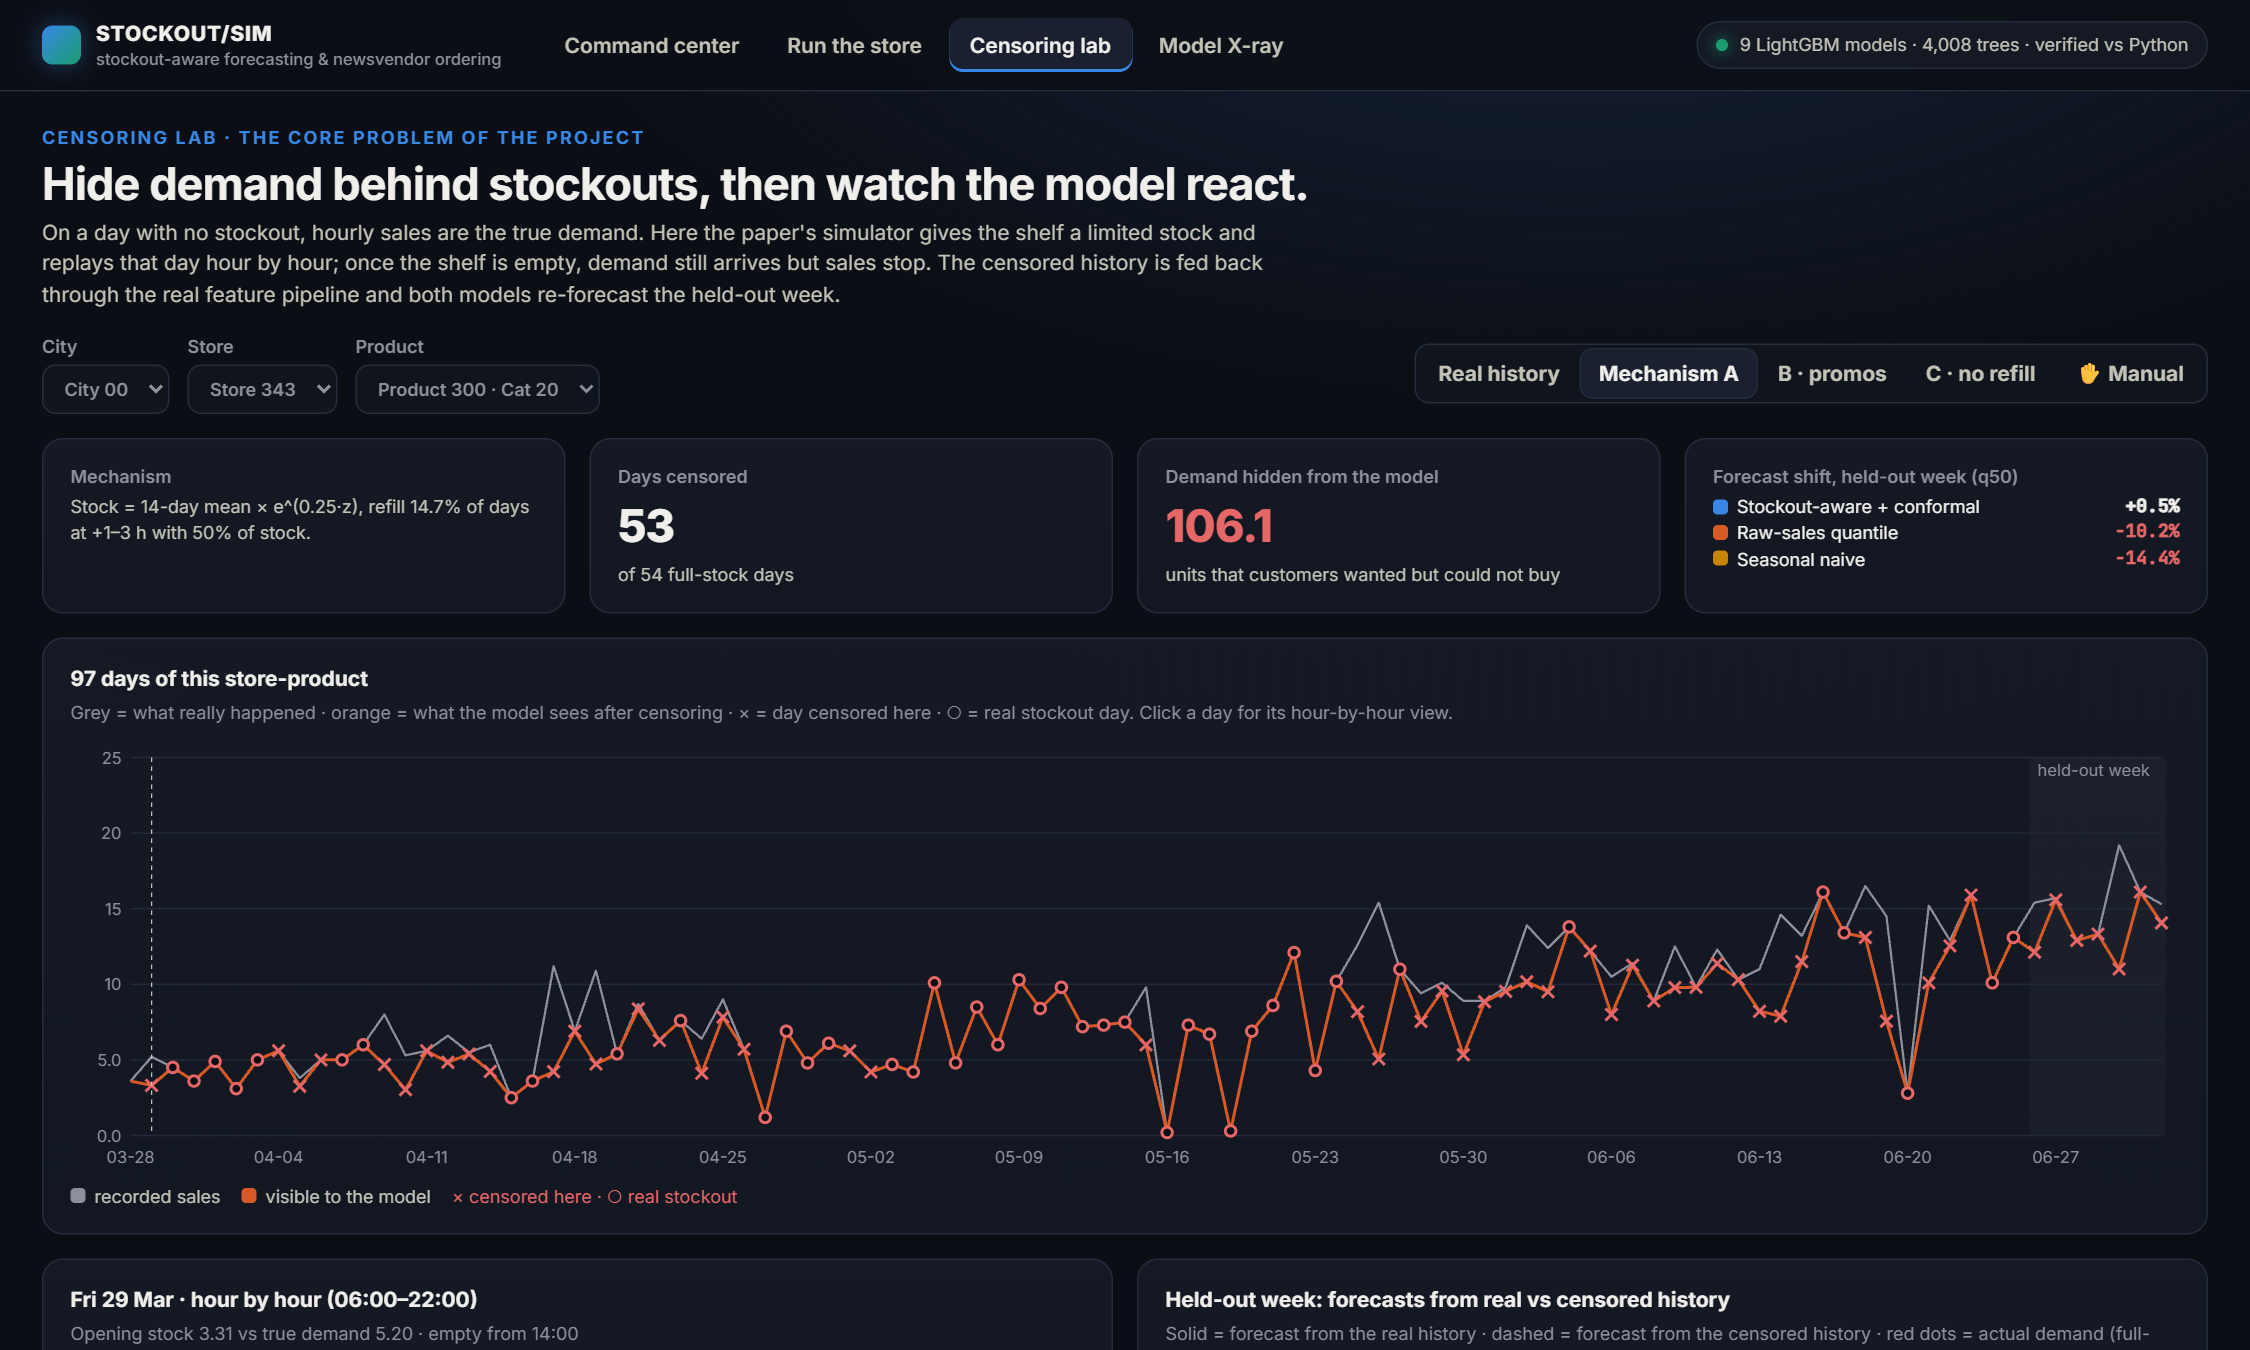 STOCKOUT/SIM
stockout-aware forecasting & newsvendor ordering
Command center
Run the store
Censoring lab
Model X-ray
9 LightGBM models · 4,008 trees · verified vs Python
CENSORING LAB · THE CORE PROBLEM OF THE PROJECT
Hide demand behind stockouts, then watch the model react.
On a day with no stockout, hourly sales are the true demand. Here the paper's simulator gives the shelf a limited stock and
replays that day hour by hour; once the shelf is empty, demand still arrives but sales stop. The censored history is fed back
through the real feature pipeline and both models re-forecast the held-out week.
City
Store
Product
City 00
Store 343
Product 300 · Cat 20
Real history
Mechanism A
B · promos
C · no refill
Manual
Mechanism
Stock = 14-day mean × e^(0.25·z), refill 14.7% of days
at +1–3 h with 50% of stock.
Days censored
53
of 54 full-stock days
Demand hidden from the model
106.1
units that customers wanted but could not buy
Forecast shift, held-out week (q50)
Stockout-aware + conformal +0.5%
Raw-sales quantile -10.2%
Seasonal naive -14.4%
97 days of this store-product
Grey = what really happened · orange = what the model sees after censoring · × = day censored here · ○ = real stockout day. Click a day for its hour-by-hour view.
25
20
15
10
5.0
0.0
held-out week
03-28
04-04
04-11
04-18
04-25
05-02
05-09
05-16
05-23
05-30
06-06
06-13
06-20
06-27
recorded sales
visible to the model
× censored here · ○ real stockout
Fri 29 Mar · hour by hour (06:00–22:00)
Opening stock 3.31 vs true demand 5.20 · empty from 14:00
Held-out week: forecasts from real vs censored history
Solid = forecast from the real history · dashed = forecast from the censored history · red dots = actual demand (full-